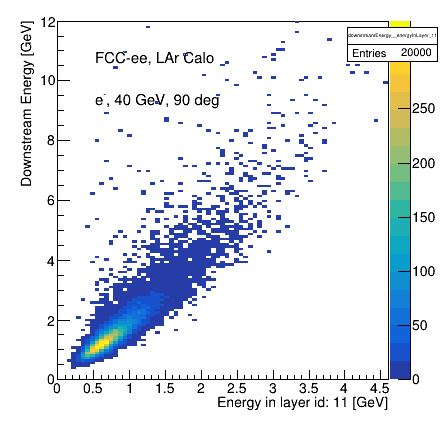 downstreamEnergy__energyInLayer_11
Entries 20000
FCC-ee, LAr Calo
e-, 40 GeV, 90 deg
Downstream Energy [GeV]
12
10
8
6
4
2
0
0 0.5 1 1.5 2 2.5 3 3.5 4 4.5
Energy in layer id: 11 [GeV]
250
200
150
100
50
0